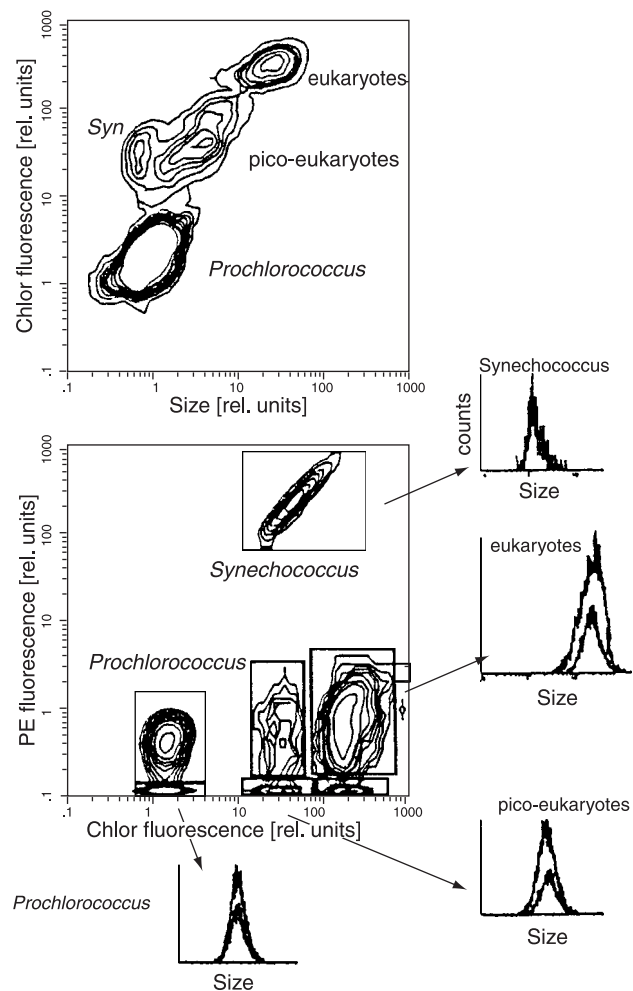 Chlor fluorescence [rel. units]
1000
100
10
1
.1
Syn
eukaryotes
pico-eukaryotes
Prochlorococcus
.1
1
10
100
1000
Size [rel. units]
PE fluorescence [rel. units]
1000
100
10
1
.1
Synechococcus
Prochlorococcus
.1
1
10
100
1000
Chlor fluorescence [rel. units]
Synechococcus
counts
Size
eukaryotes
Size
pico-eukaryotes
Size
Prochlorococcus
Size